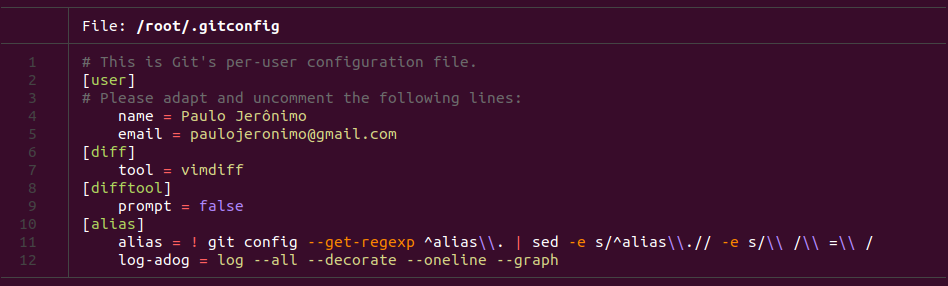 File: /root/.gitconfig
1 # This is Git's per-user configuration file.
2 [user]
3 # Please adapt and uncomment the following lines:
4 name = Paulo Jerônimo
5 email = paulojeronimo@gmail.com
6 [diff]
7 tool = vimdiff
8 [difftool]
9 prompt = false
10 [alias]
11 alias = ! git config --get-regexp ^alias\\. | sed -e s/^alias\\.// -e s/\\ /\\ =\\ /
12 log-adog = log --all --decorate --oneline --graph